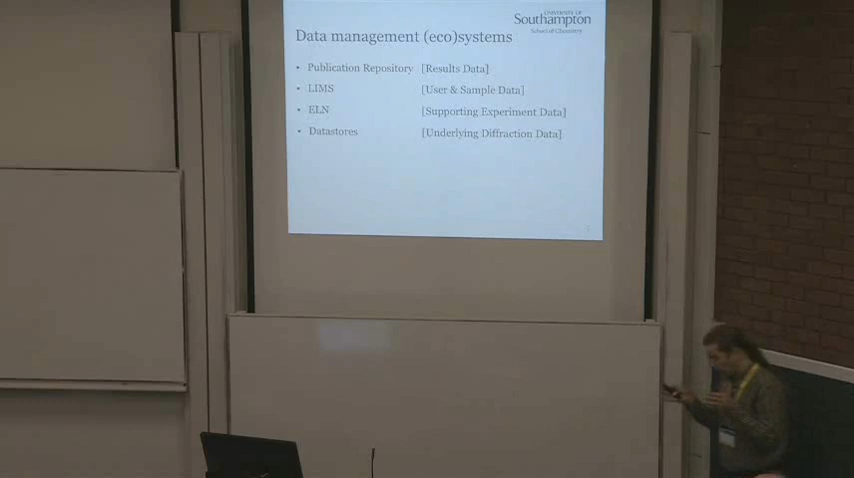 UNIVERSITY OF
Southampton
School of Chemistry
Data management (eco)systems
• Publication Repository [Results Data]
• LIMS [User & Sample Data]
• ELN [Supporting Experiment Data]
• Datastores [Underlying Diffraction Data]